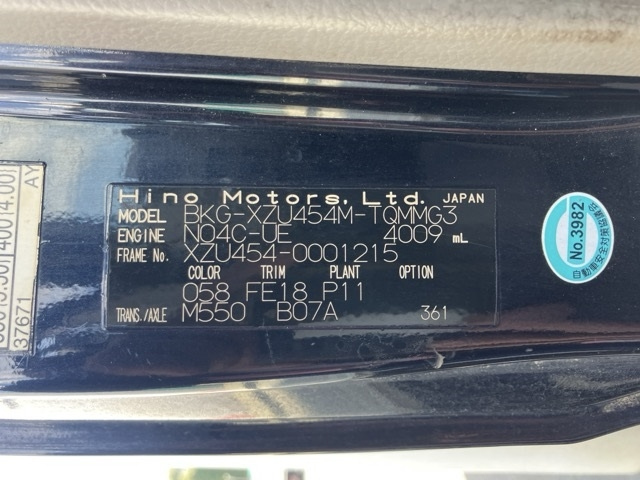 Hino Motors, Ltd. JAPAN
MODEL BKG-XZU454M-TQMMG3
ENGINE N04C-UE 4009 mL
FRAME No. XZU454-0001215
COLOR TRIM PLANT OPTION
058 FE18 P11
TRANS./AXLE M550 B07A 361
No.3982
37671
AY